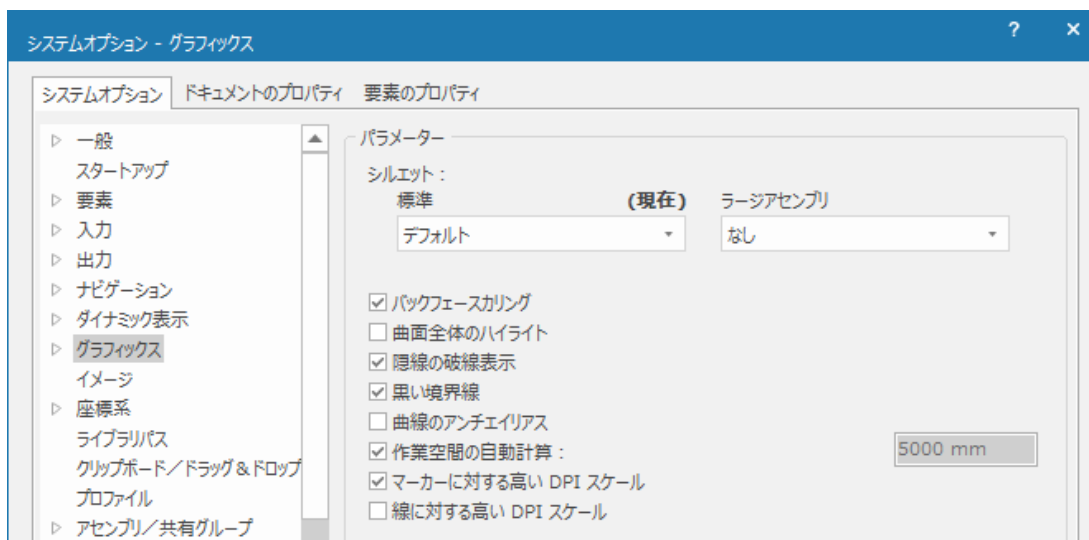 システムオプション - グラフィックス
? ×
システムオプション ドキュメントのプロパティ 要素のプロパティ
一般
スタートアップ
要素
入力
出力
ナビゲーション
ダイナミック表示
グラフィックス
イメージ
座標系
ライブラリパス
クリップボード/ドラッグ&ドロップ
プロファイル
アセンブリ/共有グループ
パラメーター
シルエット :
標準 (現在) ラージアセンブリ
デフォルト なし
バックフェースカリング
曲面全体のハイライト
隠線の破線表示
黒い境界線
曲線のアンチエイリアス
作業空間の自動計算 : 5000 mm
マーカーに対する高い DPI スケール
線に対する高い DPI スケール